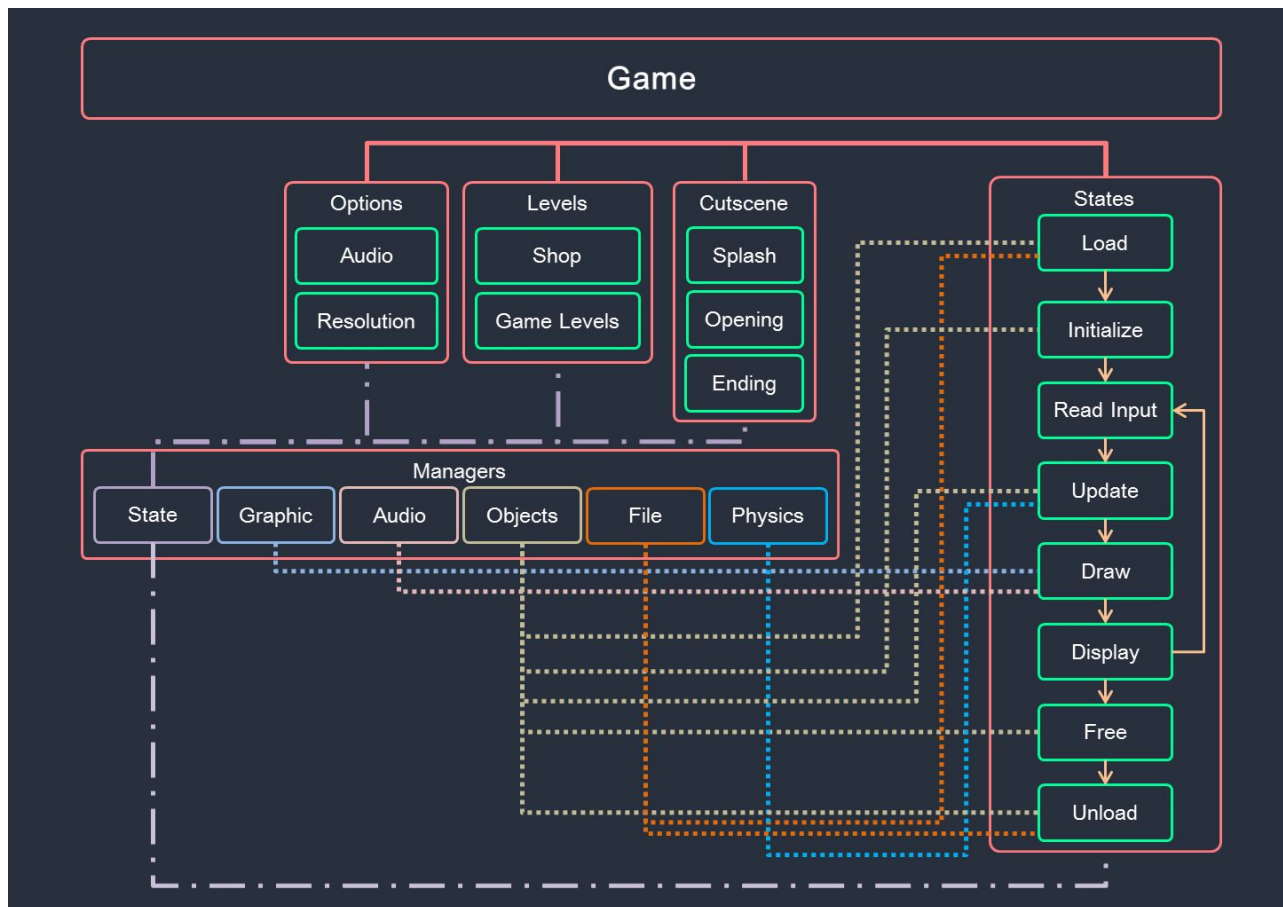 Game
Options
Audio
Resolution
Levels
Shop
Game Levels
Cutscene
Splash
Opening
Ending
States
Load
Initialize
Read Input
Update
Draw
Display
Free
Unload
Managers
State
Graphic
Audio
Objects
File
Physics